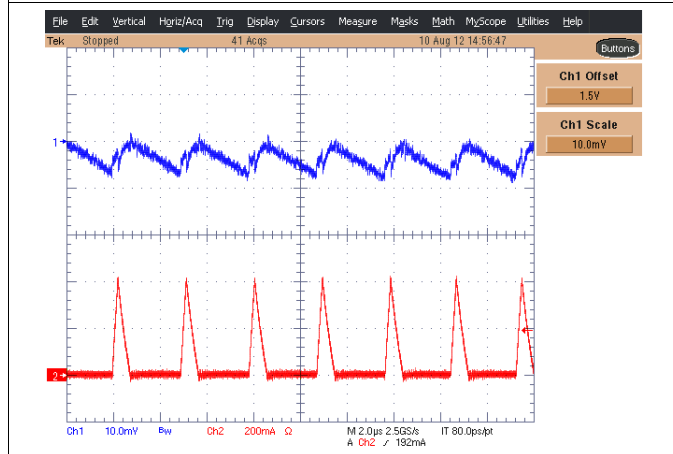 File Edit Vertical Horiz/Acq Trig Display Cursors Measure Masks Math MyScope Utilities Help
Tek Stopped 41 Acqs 10 Aug 12 14:56:47
Buttons
Ch1 Offset
1.5V
Ch1 Scale
10.0mV
1
2
Ch1 10.0mV Bw Ch2 200mA Ω M 2.0µs 2.5GS/s IT 80.0ps/pt
A Ch2 ∕ 192mA